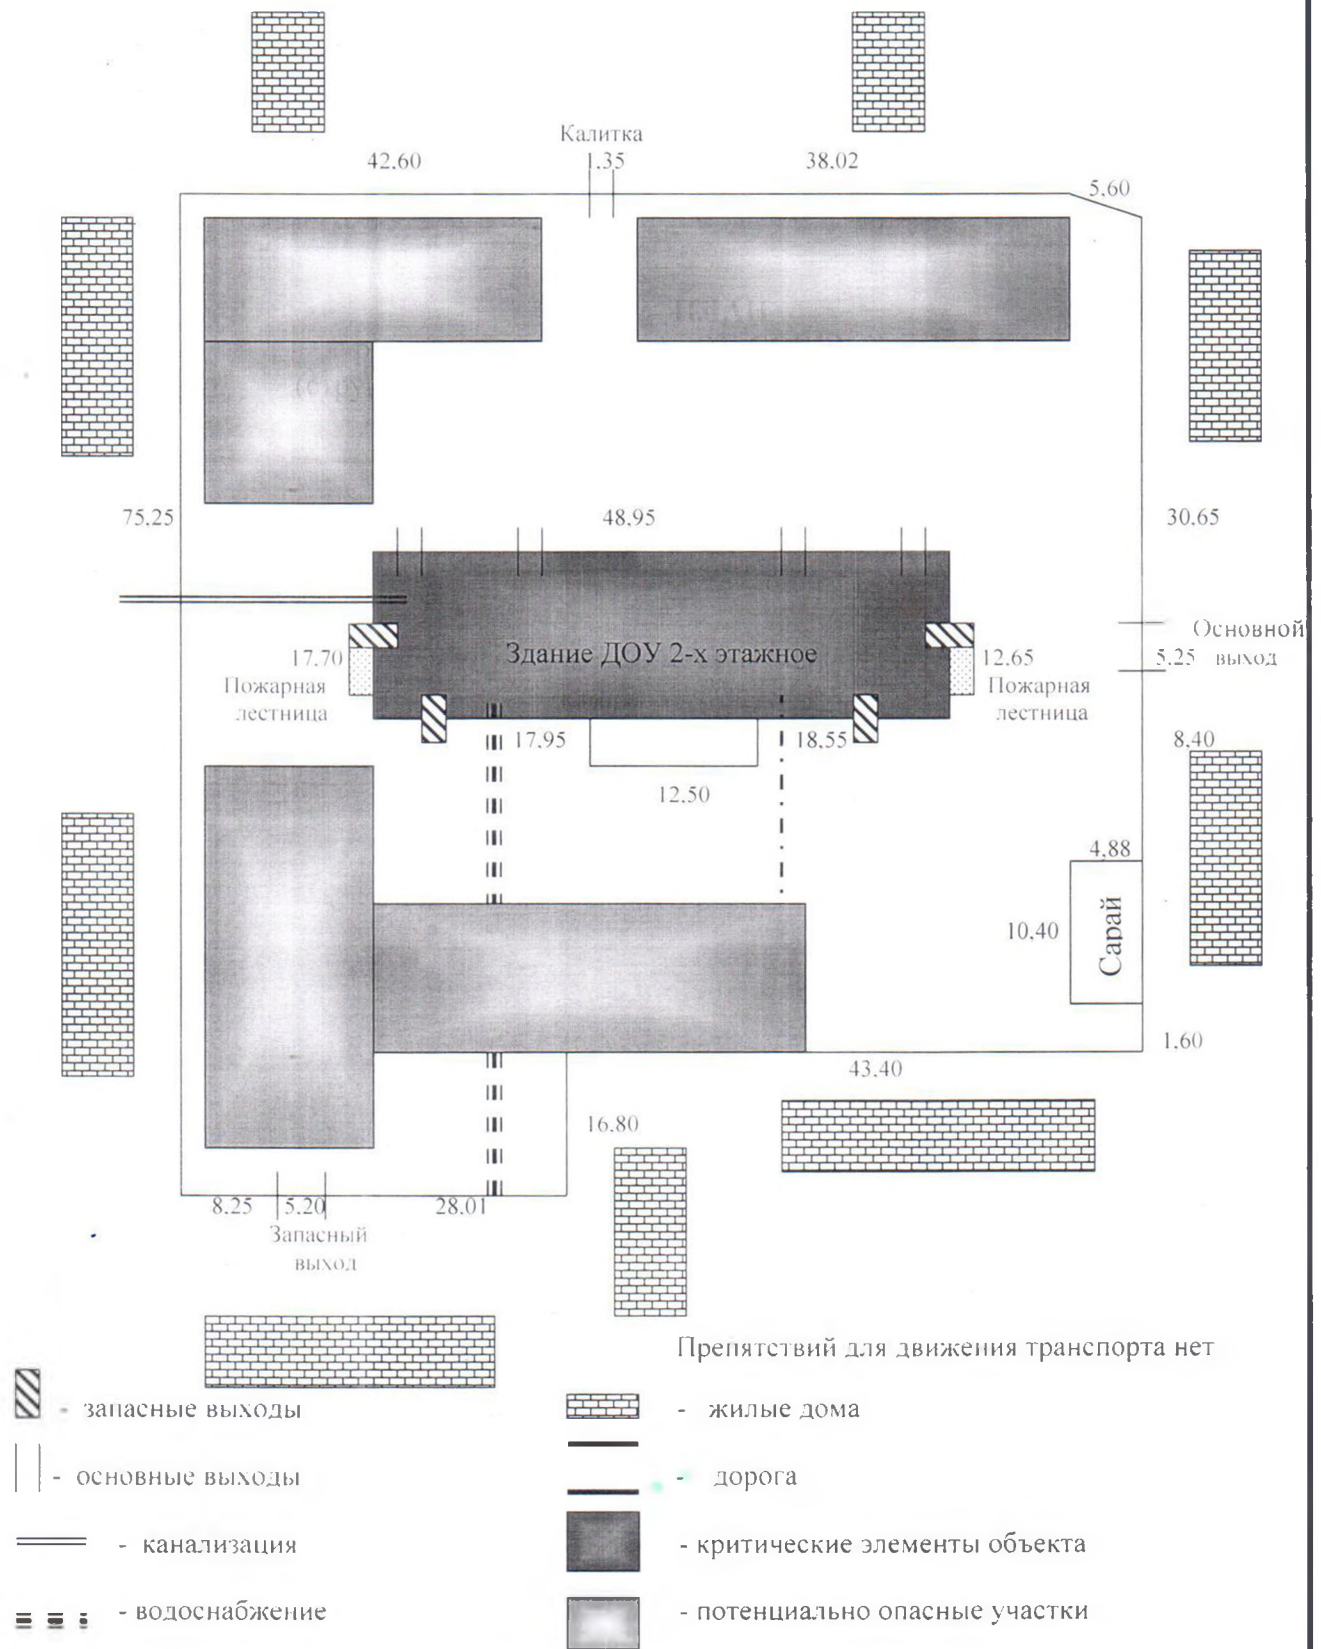 Калитка
42.60
1.35
38.02
5.60
75.25
48.95
30.65
Основной
выход
5.25
17.70
Здание ДОУ 2-х этажное
12.65
Пожарная
лестница
Пожарная
лестница
17.95
18.55
8.40
12.50
4.88
10.40
Сарай
1.60
43.40
16.80
8.25
5.20
28.01
Запасный
выход
Препятствий для движения транспорта нет
- запасные выходы
- жилые дома
- основные выходы
- дорога
- канализация
- критические элементы объекта
- водоснабжение
- потенциально опасные участки